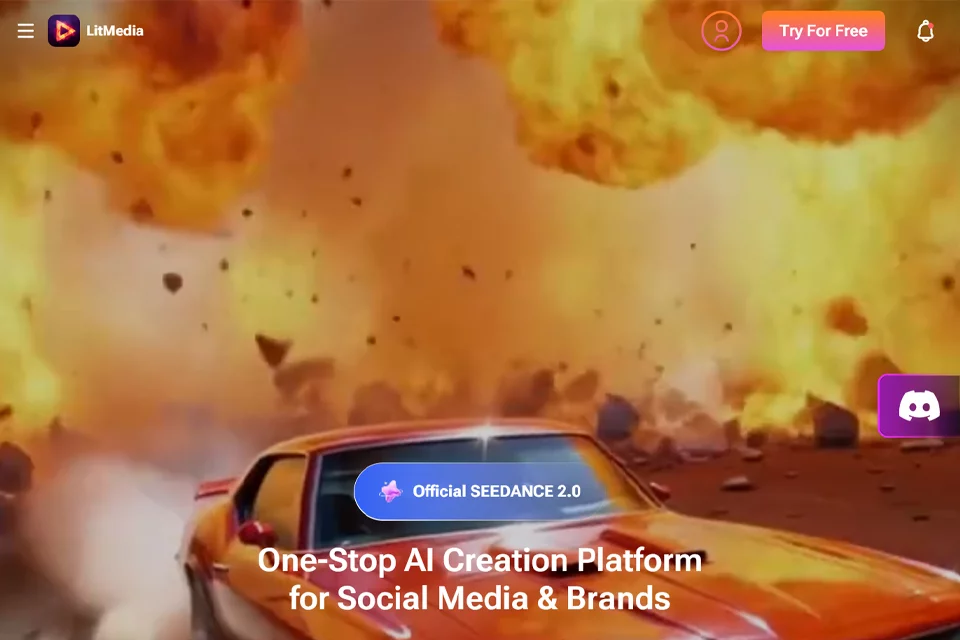 LitMedia
Try For Free
Official SEEDANCE 2.0
One-Stop AI Creation Platform
for Social Media & Brands